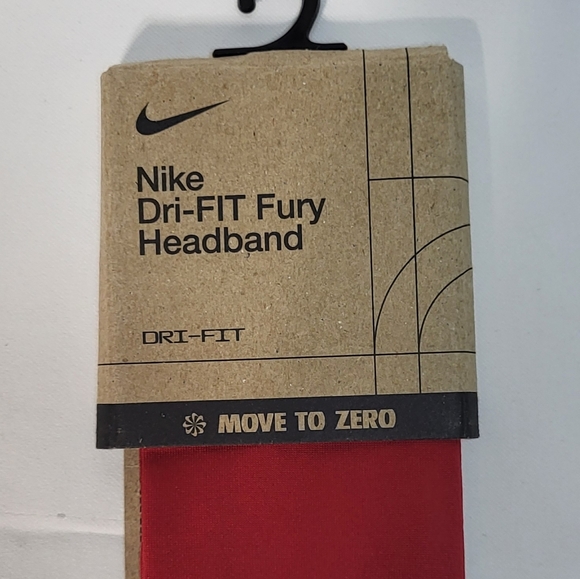 Nike
Dri-FIT Fury
Headband
DRI-FIT
MOVE TO ZERO